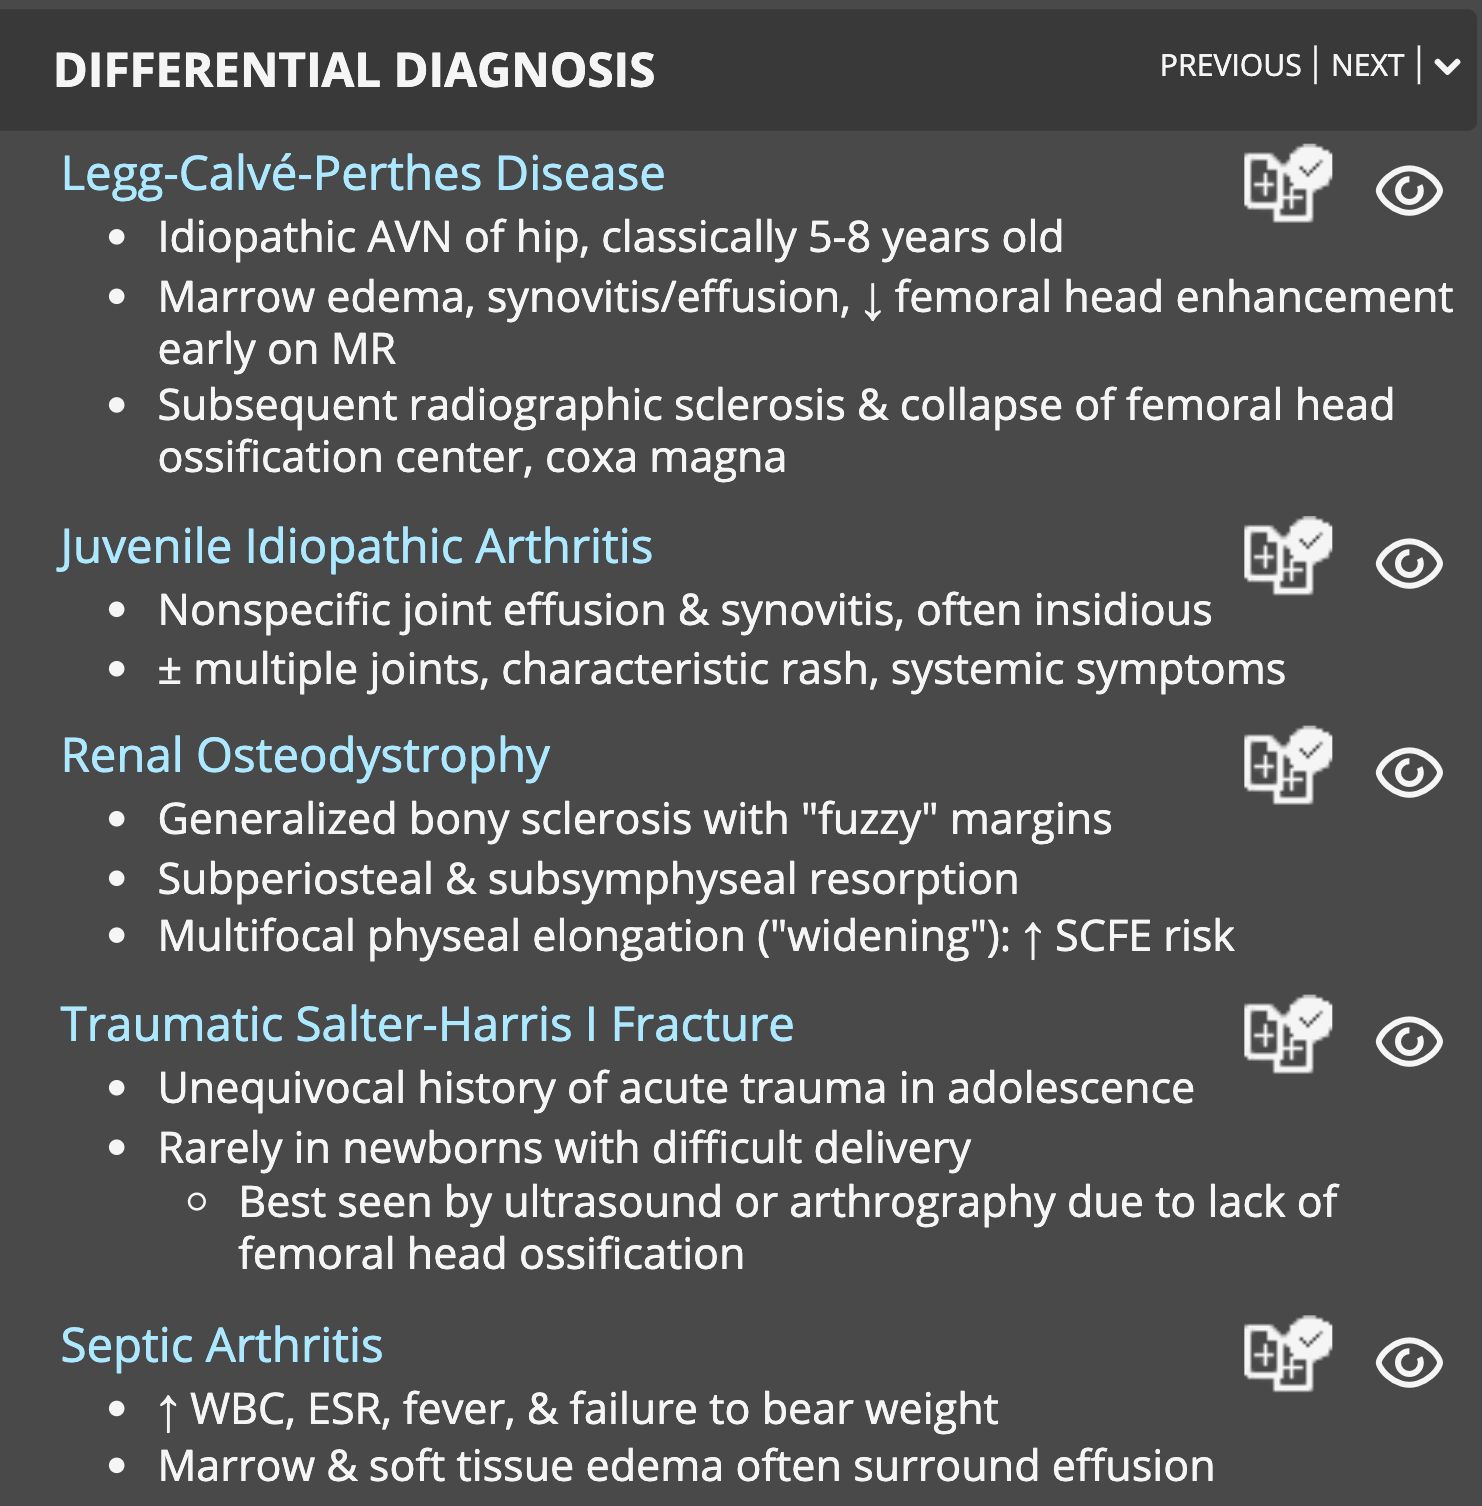 DIFFERENTIAL DIAGNOSIS
PREVIOUS | NEXT |
Legg-Calvé-Perthes Disease
• Idiopathic AVN of hip, classically 5-8 years old
• Marrow edema, synovitis/effusion, ↓ femoral head enhancement
early on MR
• Subsequent radiographic sclerosis & collapse of femoral head
ossification center, coxa magna
Juvenile Idiopathic Arthritis
• Nonspecific joint effusion & synovitis, often insidious
• ± multiple joints, characteristic rash, systemic symptoms
Renal Osteodystrophy
• Generalized bony sclerosis with "fuzzy" margins
• Subperiosteal & subsymphyseal resorption
• Multifocal physeal elongation ("widening"): ↑ SCFE risk
Traumatic Salter-Harris I Fracture
• Unequivocal history of acute trauma in adolescence
• Rarely in newborns with difficult delivery
○ Best seen by ultrasound or arthrography due to lack of
femoral head ossification
Septic Arthritis
• ↑ WBC, ESR, fever, & failure to bear weight
• Marrow & soft tissue edema often surround effusion